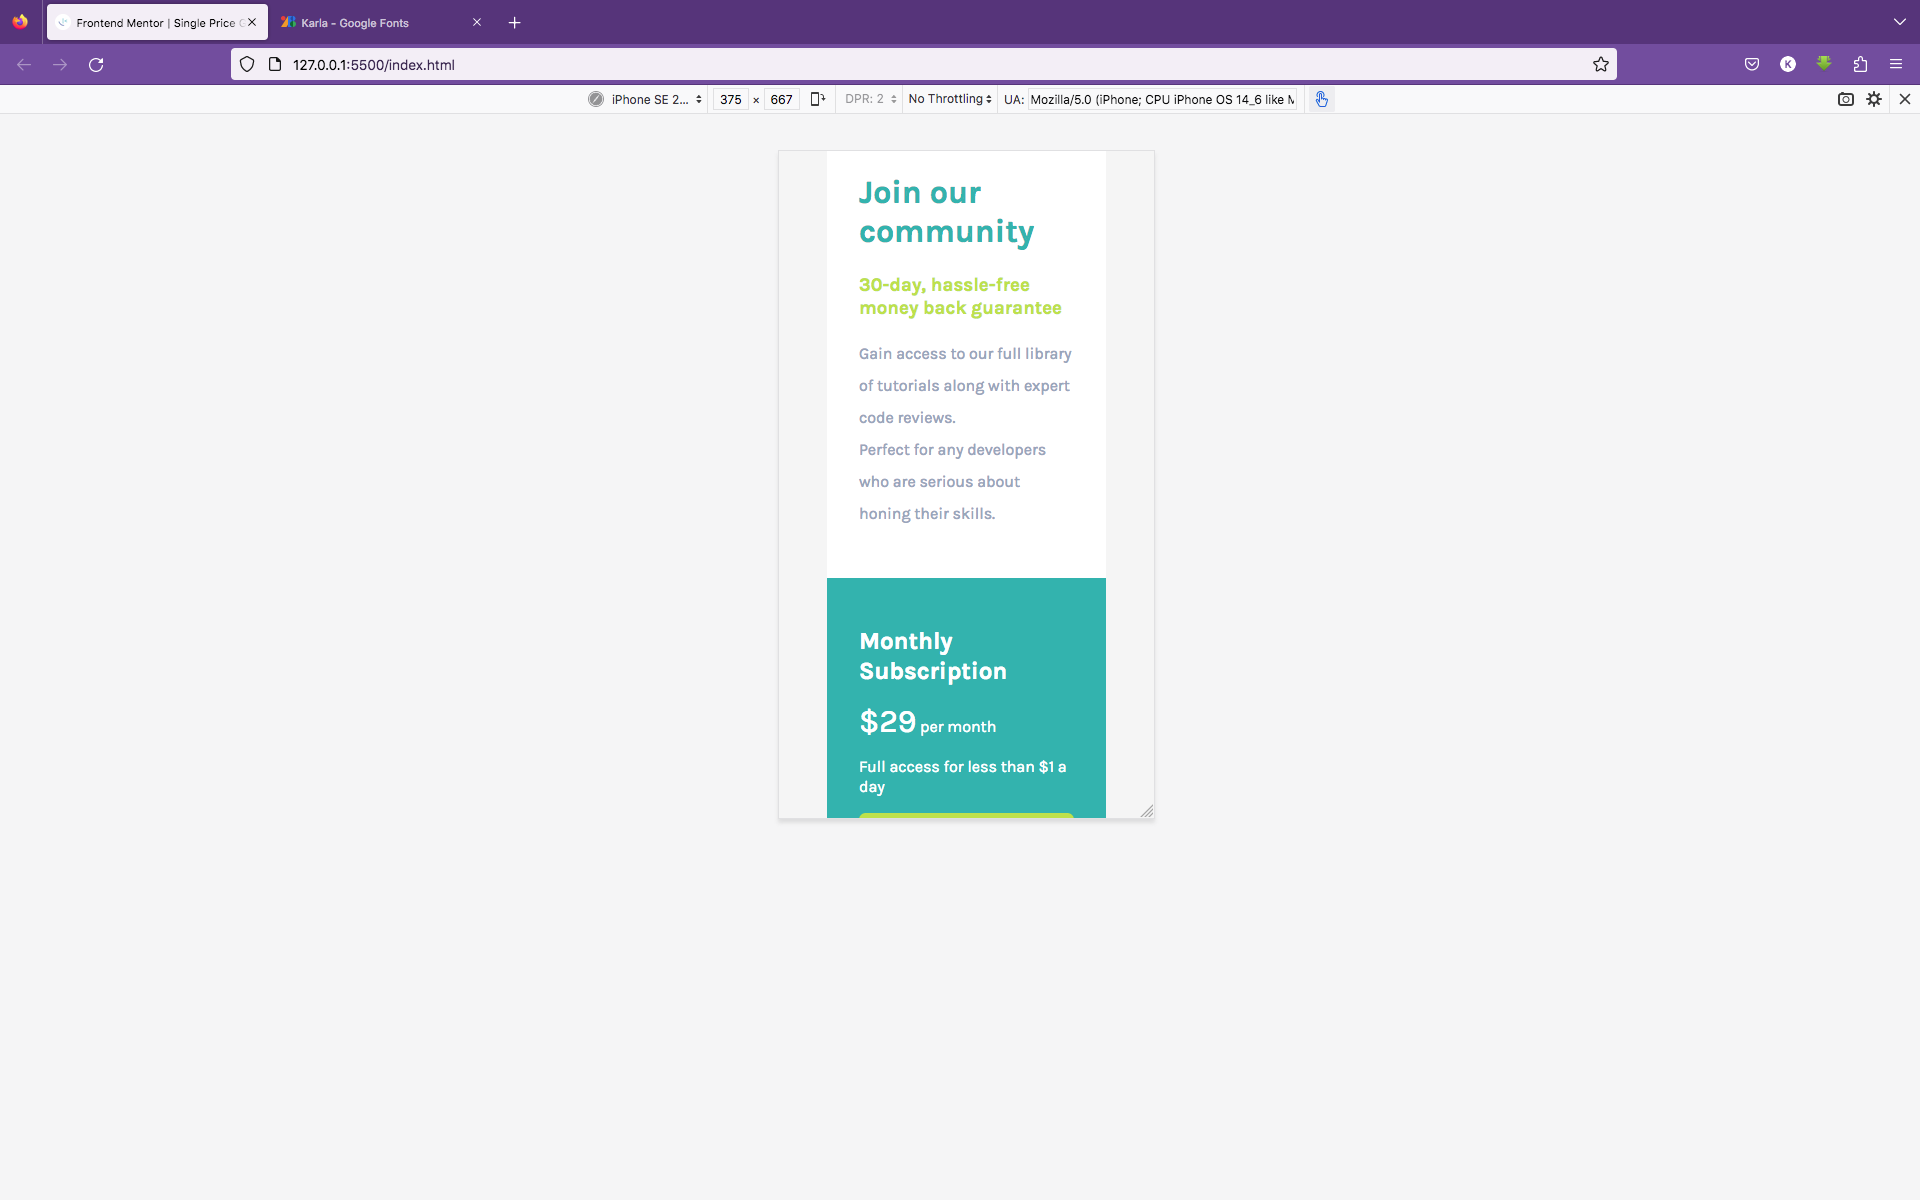 Frontend Mentor | Single Price G
Karla - Google Fonts
127.0.0.1:5500/index.html
iPhone SE 2... 375 × 667 DPR: 2 No Throttling UA: Mozilla/5.0 (iPhone; CPU iPhone OS 14_6 like M
Join our
community
30-day, hassle-free
money back guarantee
Gain access to our full library
of tutorials along with expert
code reviews.
Perfect for any developers
who are serious about
honing their skills.
Monthly
Subscription
$29 per month
Full access for less than $1 a
day